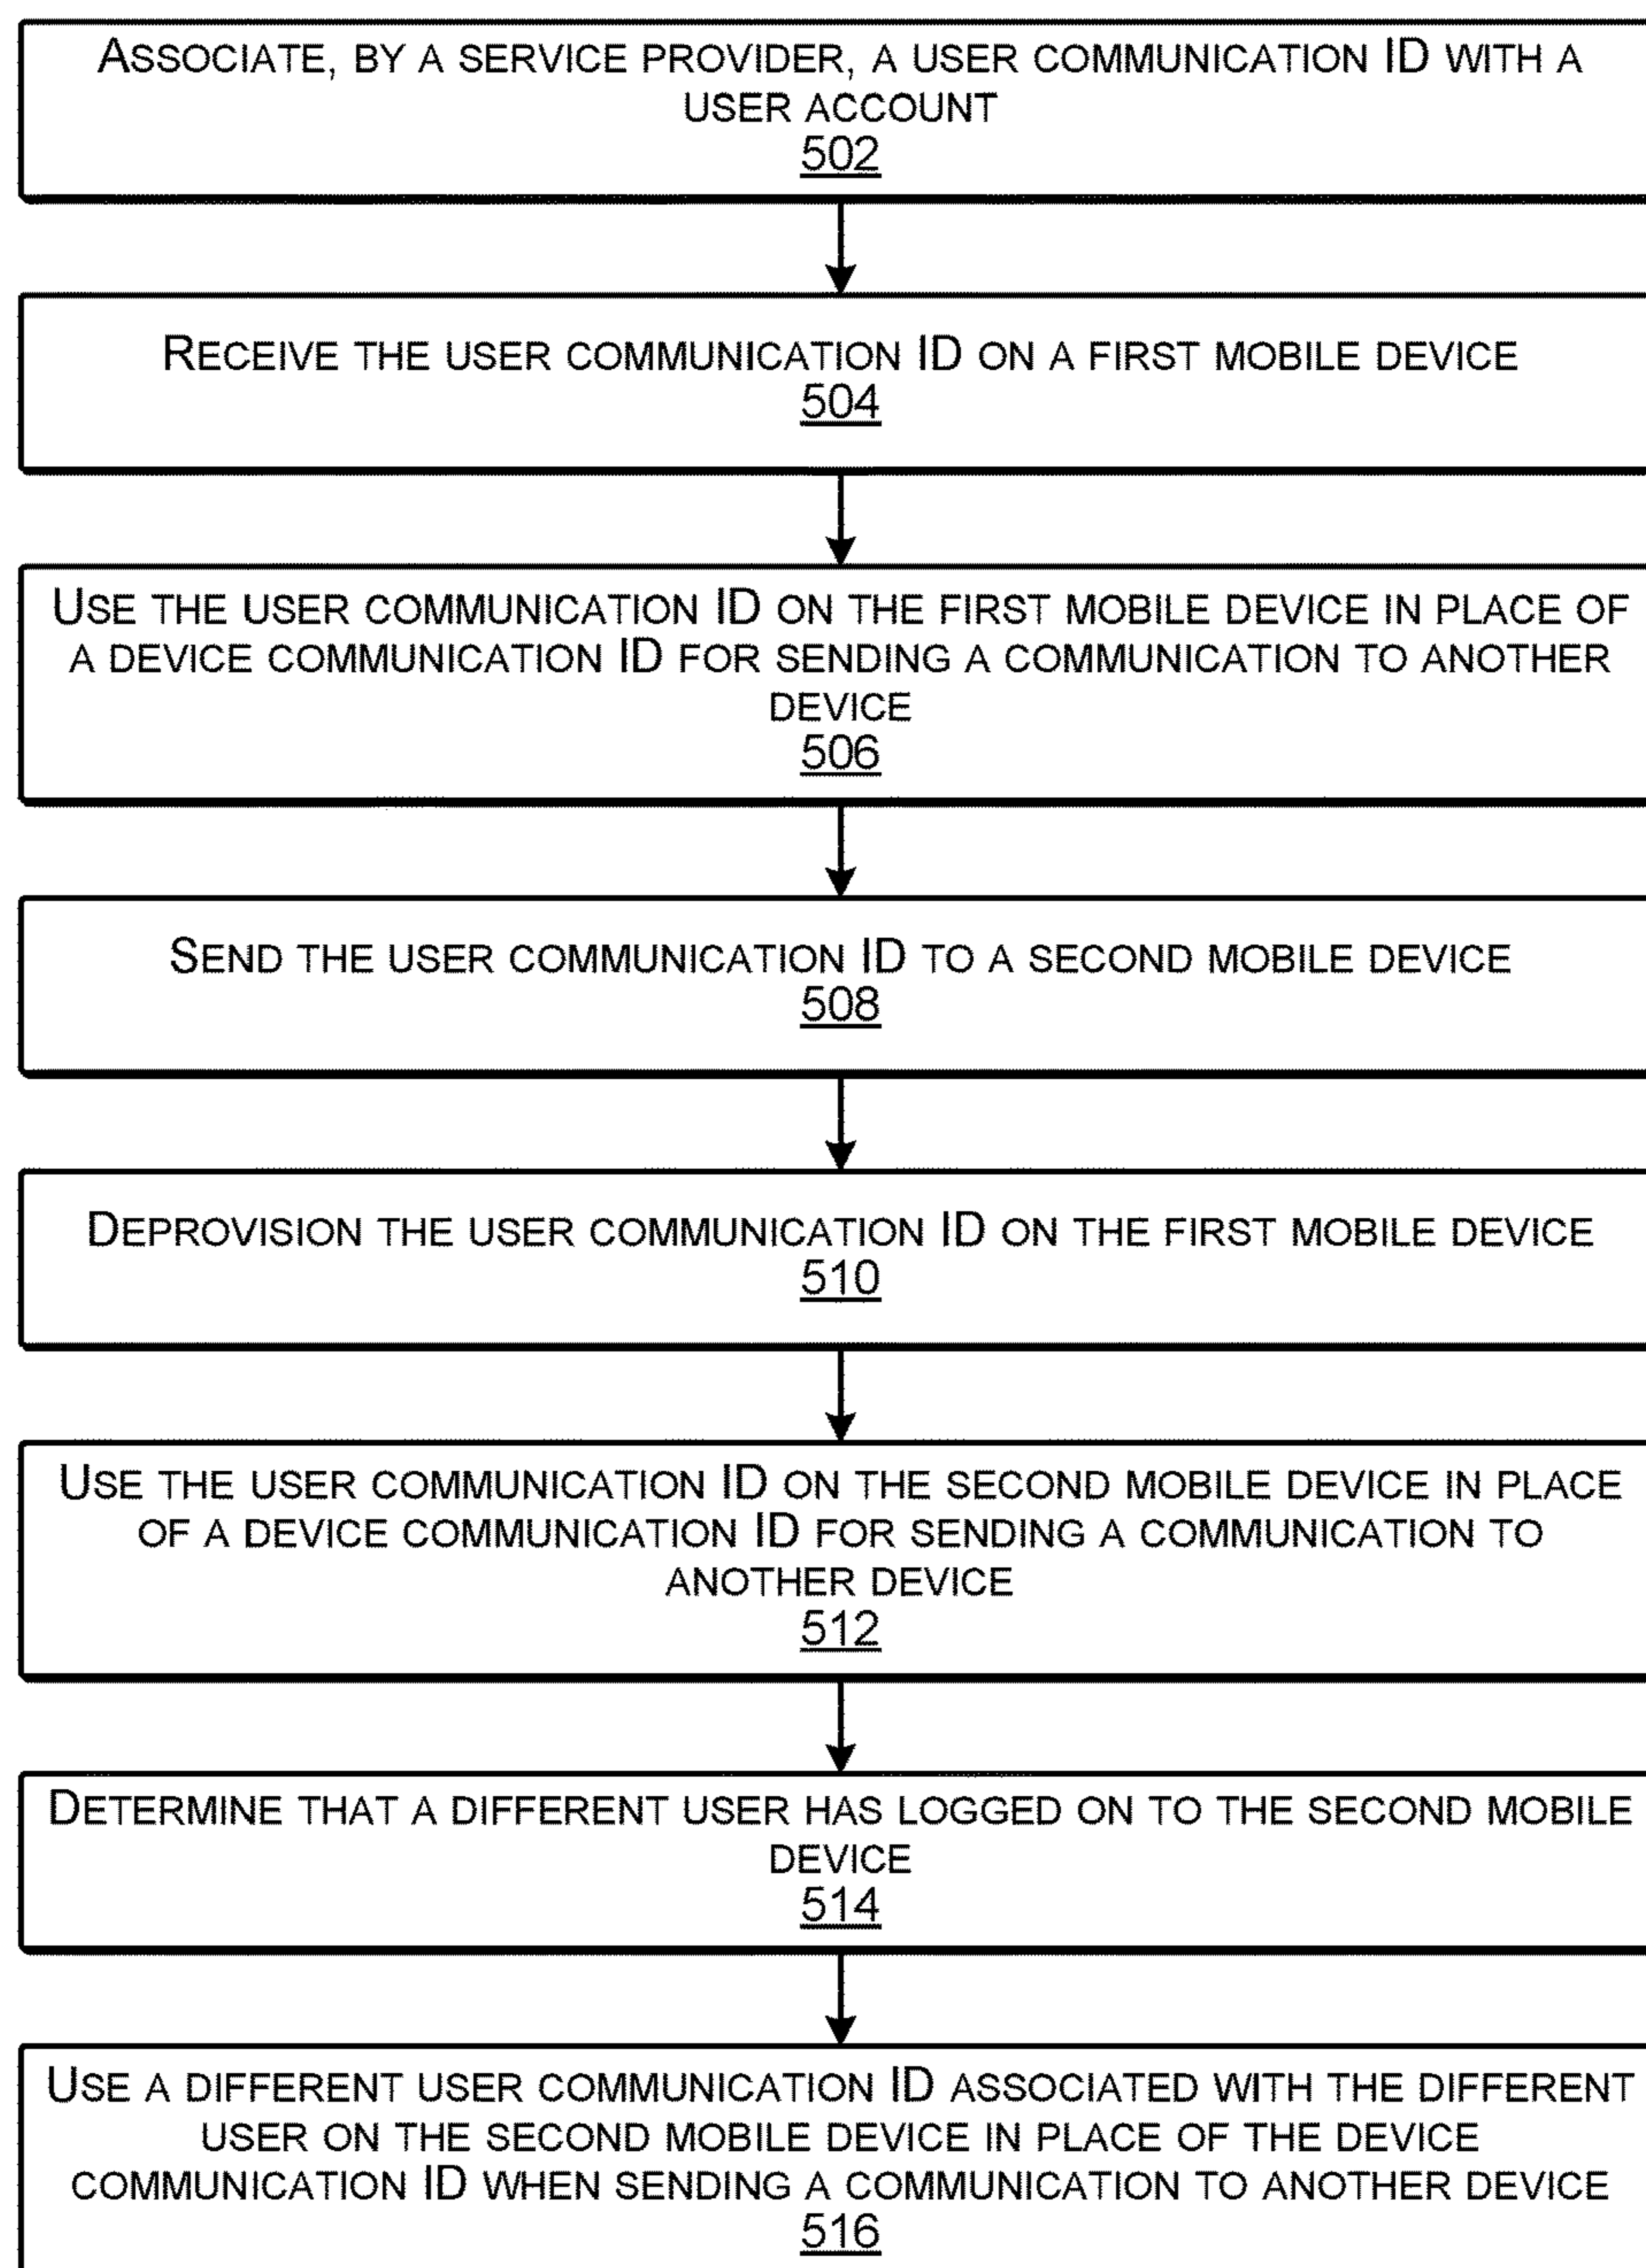 ASSOCIATE, BY A SERVICE PROVIDER, A USER COMMUNICATION ID WITH A
USER ACCOUNT
502
RECEIVE THE USER COMMUNICATION ID ON A FIRST MOBILE DEVICE
504
USE THE USER COMMUNICATION ID ON THE FIRST MOBILE DEVICE IN PLACE OF
A DEVICE COMMUNICATION ID FOR SENDING A COMMUNICATION TO ANOTHER
DEVICE
506
SEND THE USER COMMUNICATION ID TO A SECOND MOBILE DEVICE
508
DEPROVISION THE USER COMMUNICATION ID ON THE FIRST MOBILE DEVICE
510
USE THE USER COMMUNICATION ID ON THE SECOND MOBILE DEVICE IN PLACE
OF A DEVICE COMMUNICATION ID FOR SENDING A COMMUNICATION TO
ANOTHER DEVICE
512
DETERMINE THAT A DIFFERENT USER HAS LOGGED ON TO THE SECOND MOBILE
DEVICE
514
USE A DIFFERENT USER COMMUNICATION ID ASSOCIATED WITH THE DIFFERENT
USER ON THE SECOND MOBILE DEVICE IN PLACE OF THE DEVICE
COMMUNICATION ID WHEN SENDING A COMMUNICATION TO ANOTHER DEVICE
516